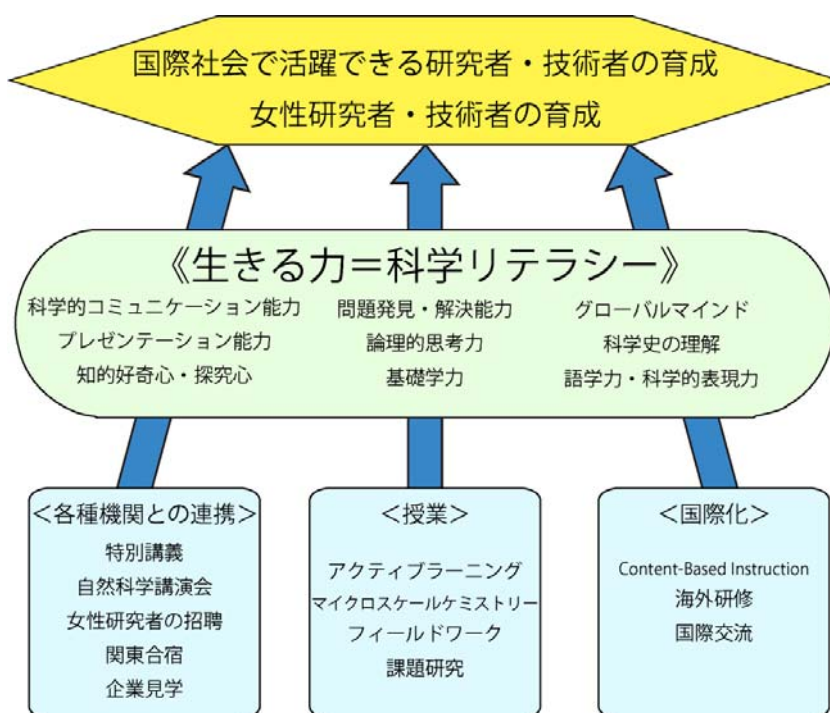 国際社会で活躍できる研究者・技術者の育成
女性研究者・技術者の育成
《生きる力＝科学リテラシー》
科学的コミュニケーション能力
プレゼンテーション能力
知的好奇心・探究心
問題発見・解決能力
論理的思考力
基礎学力
グローバルマインド
科学史の理解
語学力・科学的表現力
＜各種機関との連携＞
特別講義
自然科学講演会
女性研究者の招聘
関東合宿
企業見学
＜授業＞
アクティブラーニング
マイクロスケールケミストリー
フィールドワーク
課題研究
＜国際化＞
Content-Based Instruction
海外研修
国際交流